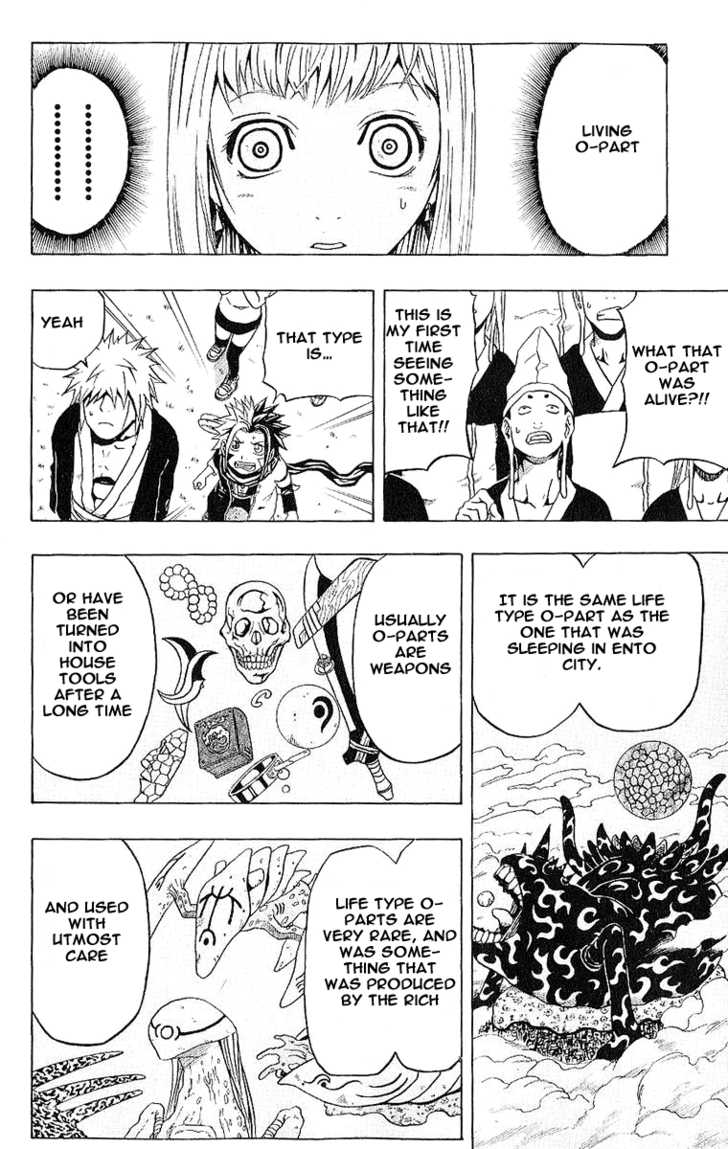 LIVING
O-PART
..........
..........
WHAT THAT
O-PART
WAS
ALIVE?!!
THIS IS
MY FIRST
TIME
SEEING
SOME-
THING
LIKE
THAT!!
THAT TYPE
IS...
YEAH
IT IS THE SAME LIFE
TYPE O-PART AS THE
ONE THAT WAS
SLEEPING IN ENTO
CITY.
USUALLY
O-PARTS
ARE
WEAPONS
OR HAVE
BEEN
TURNED
INTO
HOUSE
TOOLS
AFTER A
LONG TIME
LIFE TYPE O-
PARTS ARE
VERY RARE, AND
WAS SOME-
THING THAT
WAS PRODUCED
BY THE RICH
AND USED
WITH
UTMOST
CARE